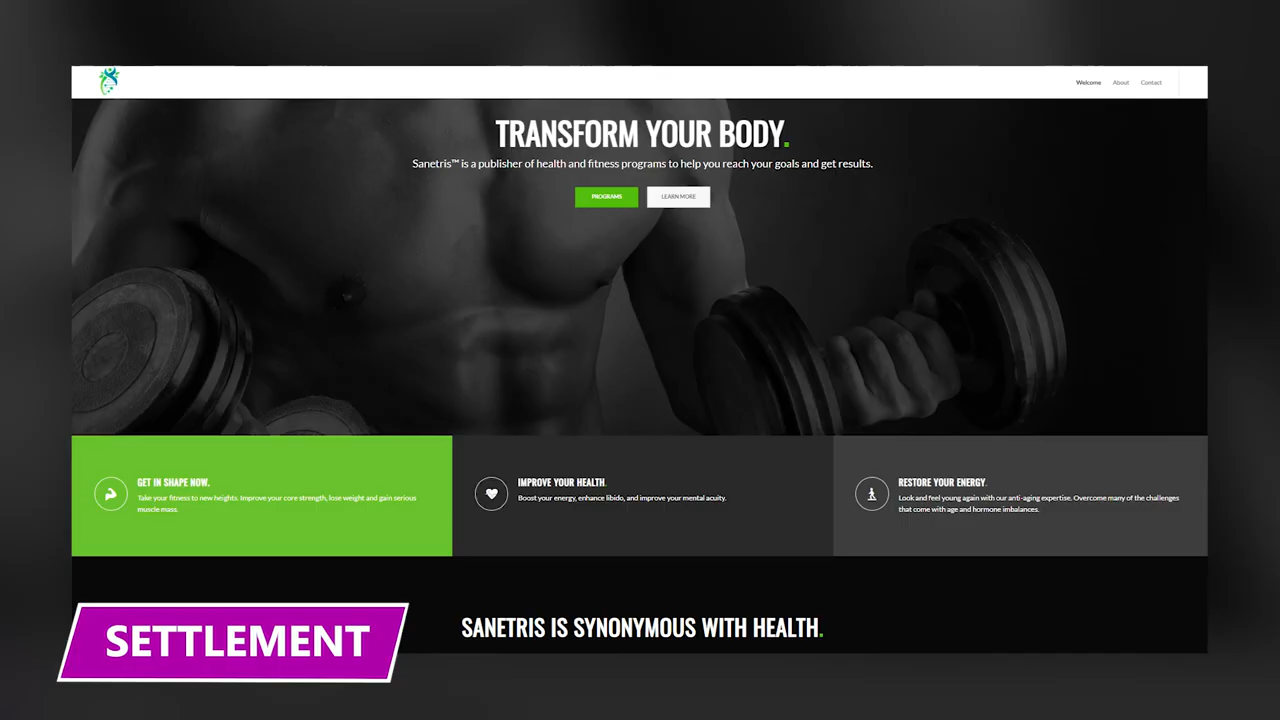 Welcome About Contact
TRANSFORM YOUR BODY.
Sanetris™ is a publisher of health and fitness programs to help you reach your goals and get results.
PROGRAMS LEARN MORE
GET IN SHAPE NOW.
Take your fitness to new heights. Improve your core strength, lose weight and gain serious
muscle mass.
IMPROVE YOUR HEALTH.
Boost your energy, enhance libido, and improve your mental acuity.
RESTORE YOUR ENERGY.
Look and feel young again with our anti-aging expertise. Overcome many of the challenges
that come with age and hormone imbalances.
SANETRIS IS SYNONYMOUS WITH HEALTH.
SETTLEMENT